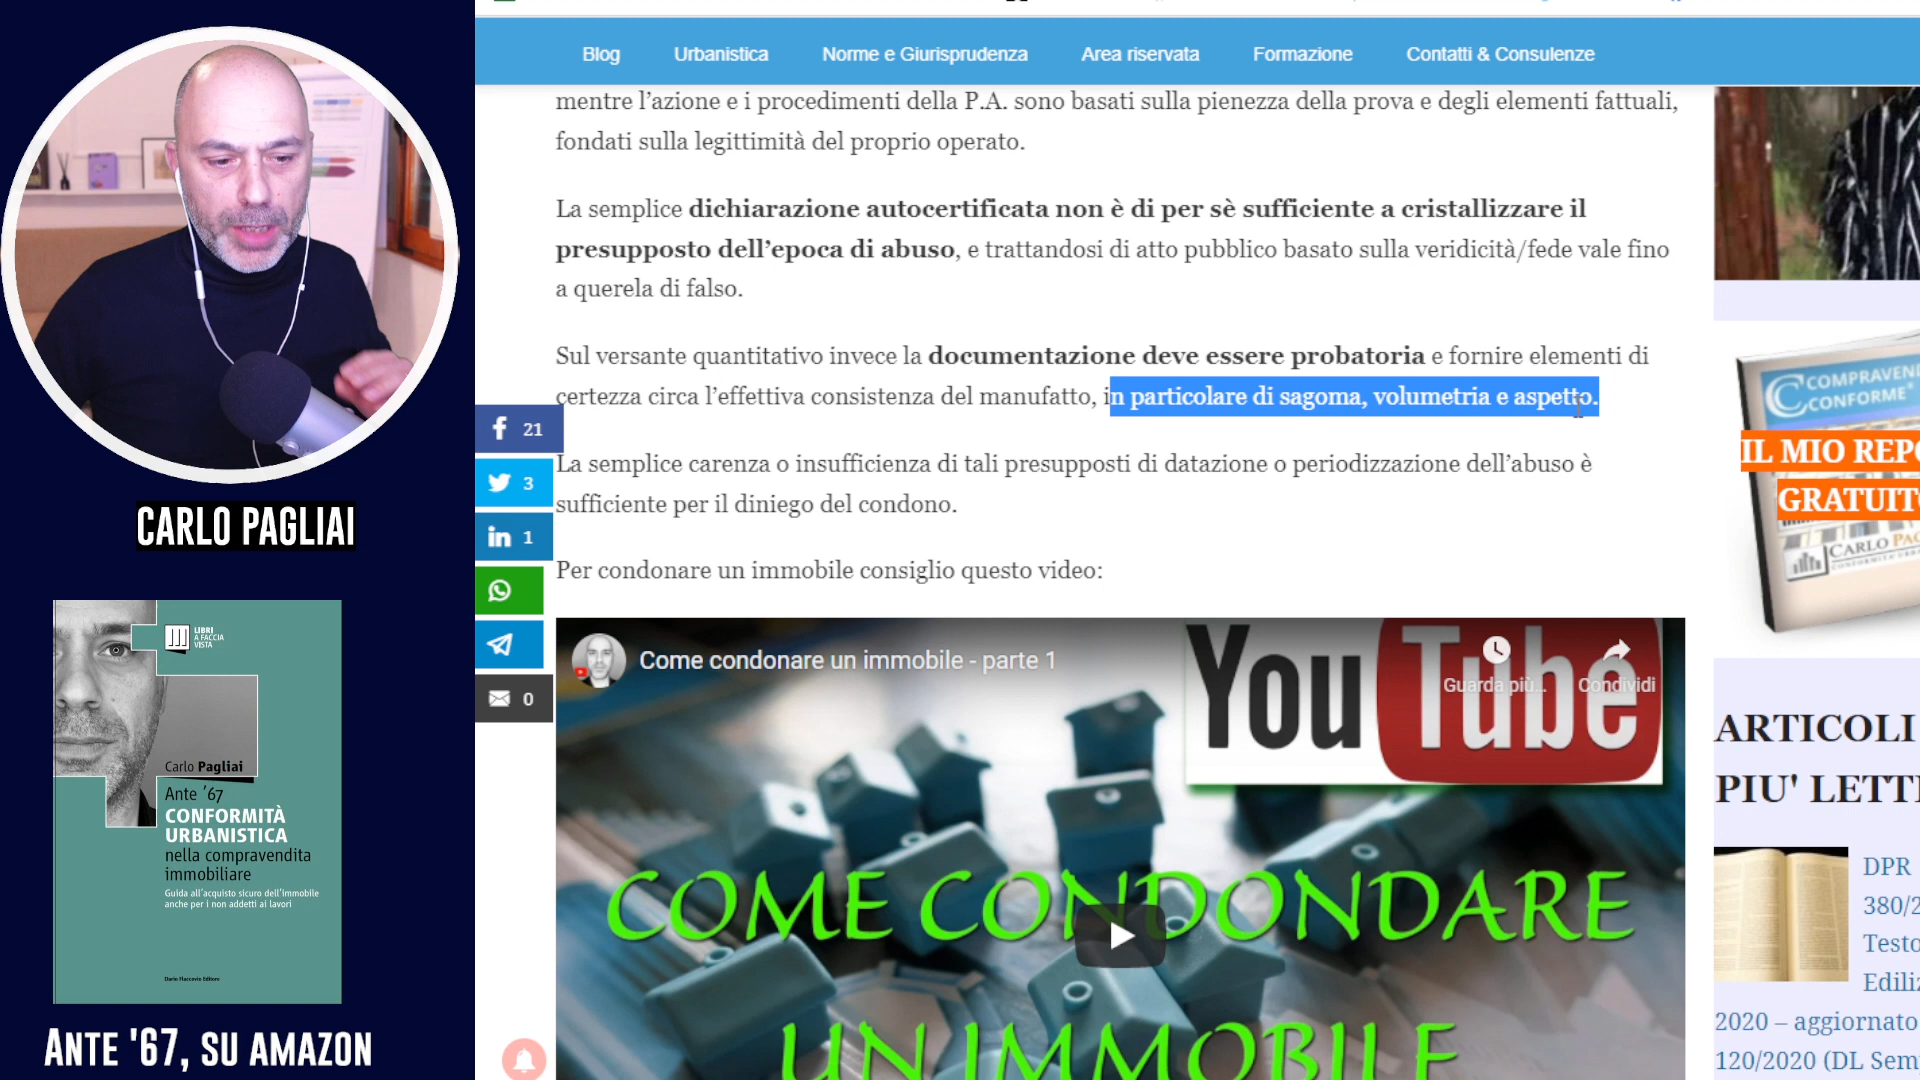 Blog
Urbanistica
Norme e Giurisprudenza
Area riservata
Formazione
Contatti & Consulenze
mentre l’azione e i procedimenti della P.A. sono basati sulla pienezza della prova e degli elementi fattuali,
fondati sulla legittimità del proprio operato.
La semplice dichiarazione autocertificata non è di per sè sufficiente a cristallizzare il
presupposto dell’epoca di abuso, e trattandosi di atto pubblico basato sulla veridicità/fede vale fino
a querela di falso.
Sul versante quantitativo invece la documentazione deve essere probatoria e fornire elementi di
certezza circa l’effettiva consistenza del manufatto, in particolare di sagoma, volumetria e aspetto.
La semplice carenza o insufficienza di tali presupposti di datazione o periodizzazione dell’abuso è
sufficiente per il diniego del condono.
Per condonare un immobile consiglio questo video:
21
3
1
0
Come condonare un immobile - parte 1
Guarda più...
Condividi
YouTube
COME CONDONDARE
UN IMMOBILE
COMPRAVEN
CONFORME
IL MIO REPO
GRATUIT
CARLO PAG
ARTICOLI
PIU' LETT
DPR
380/2
Testo
Ediliz
2020 – aggiornato
120/2020 (DL Sem
CARLO PAGLIAI
LIBRI
A FACCIA
VISTA
Carlo Pagliai
Ante ’67
CONFORMITÀ
URBANISTICA
nella compravendita
immobiliare
Guida all’acquisto sicuro dell’immobile
anche per i non addetti ai lavori
Dario Flaccovio Editore
ANTE '67, SU AMAZON